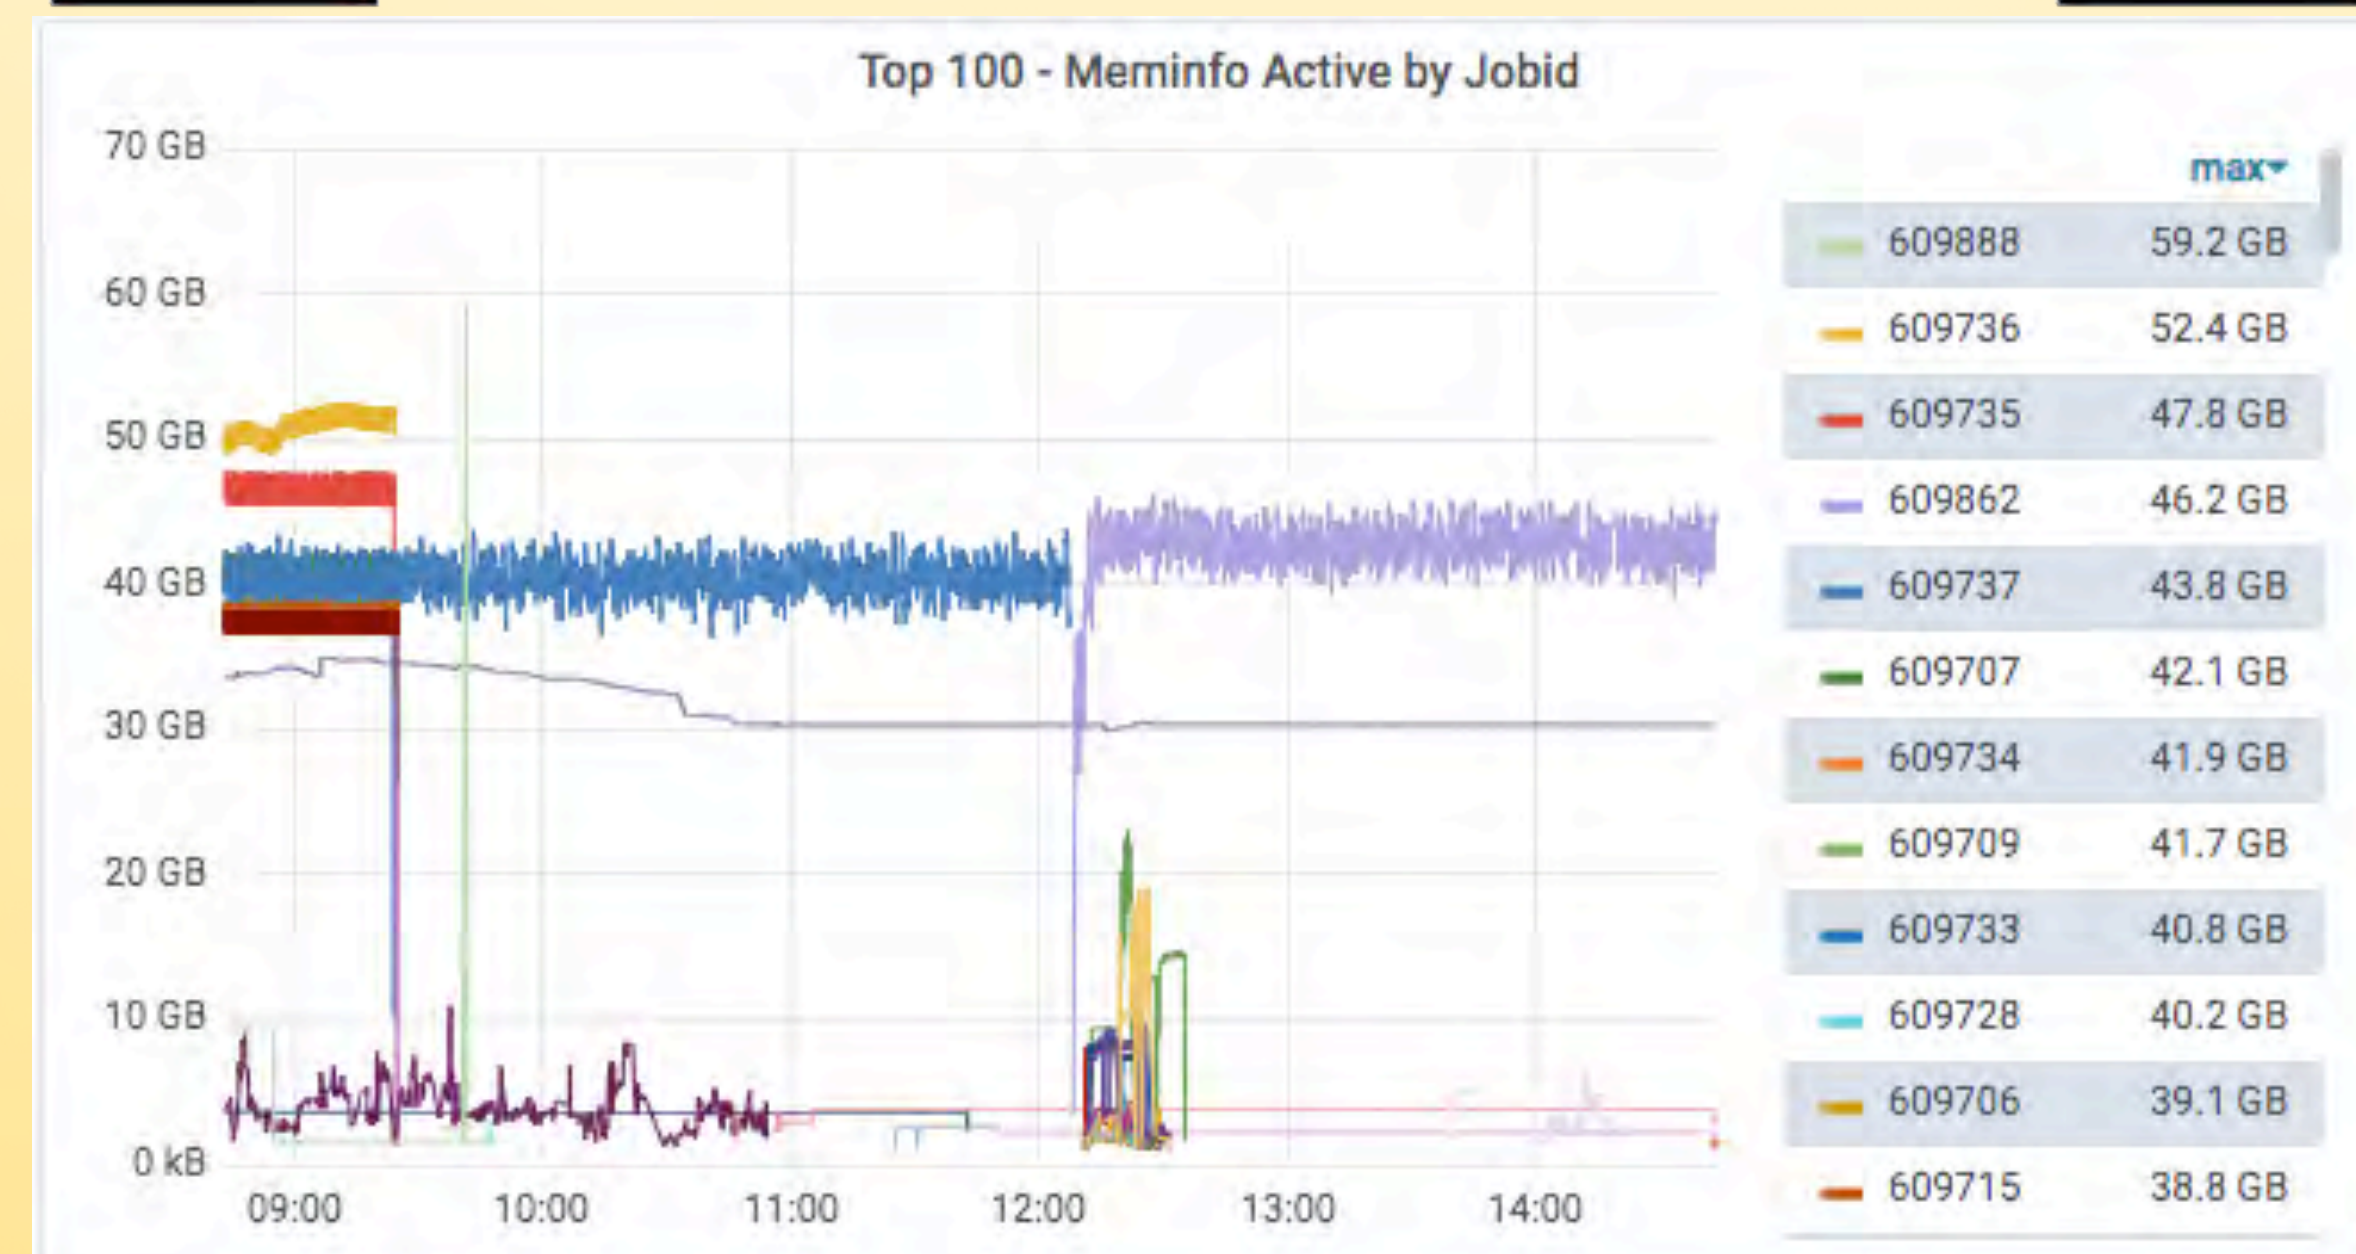 Top 100 - Meminfo Active by Jobid
70 GB
60 GB
50 GB
40 GB
30 GB
20 GB
10 GB
0 kB
09:00 10:00 11:00 12:00 13:00 14:00
max
609888 59.2 GB
609736 52.4 GB
609735 47.8 GB
609862 46.2 GB
609737 43.8 GB
609707 42.1 GB
609734 41.9 GB
609709 41.7 GB
609733 40.8 GB
609728 40.2 GB
609706 39.1 GB
609715 38.8 GB